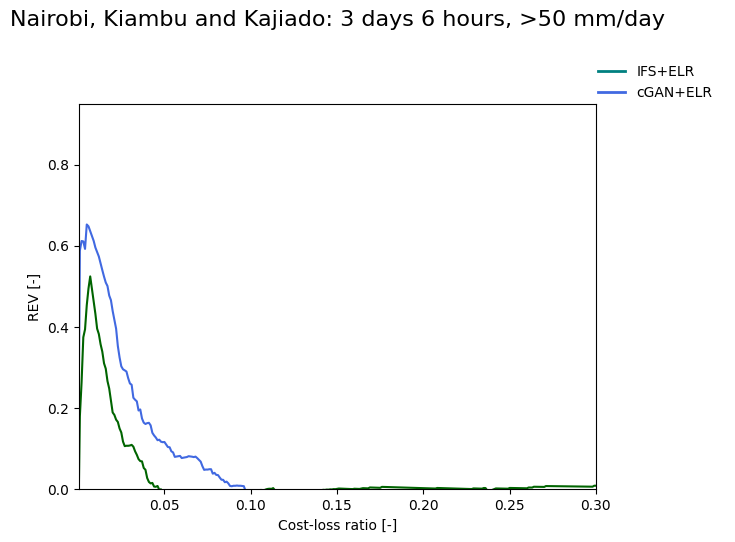 Nairobi, Kiambu and Kajiado: 3 days 6 hours, >50 mm/day
IFS+ELR
cGAN+ELR
0.8
0.6
0.4
0.2
0.0
REV [-]
0.05 0.10 0.15 0.20 0.25 0.30
Cost-loss ratio [-]